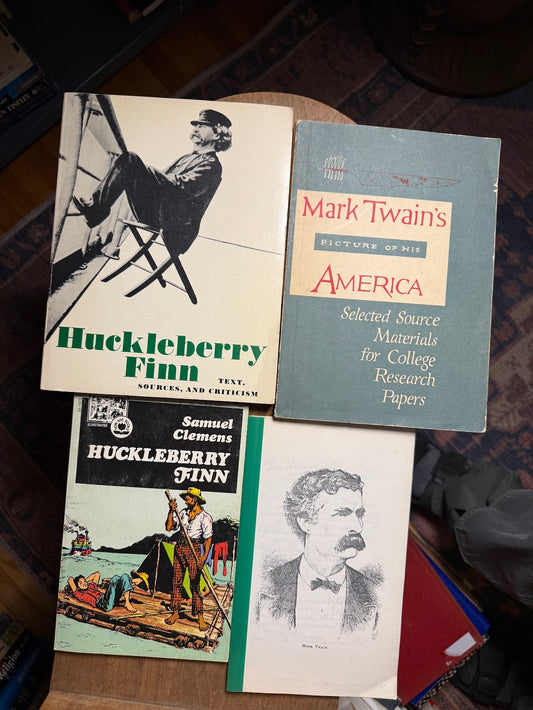 Huckleberry
Finn
TEXT,
SOURCES, AND CRITICISM
Mark Twain's
PICTURE OF HIS
AMERICA
Selected Source
Materials
for College
Research
Papers
ILLUSTRATED
Samuel
Clemens
HUCKLEBERRY
FINN
MARK TWAIN